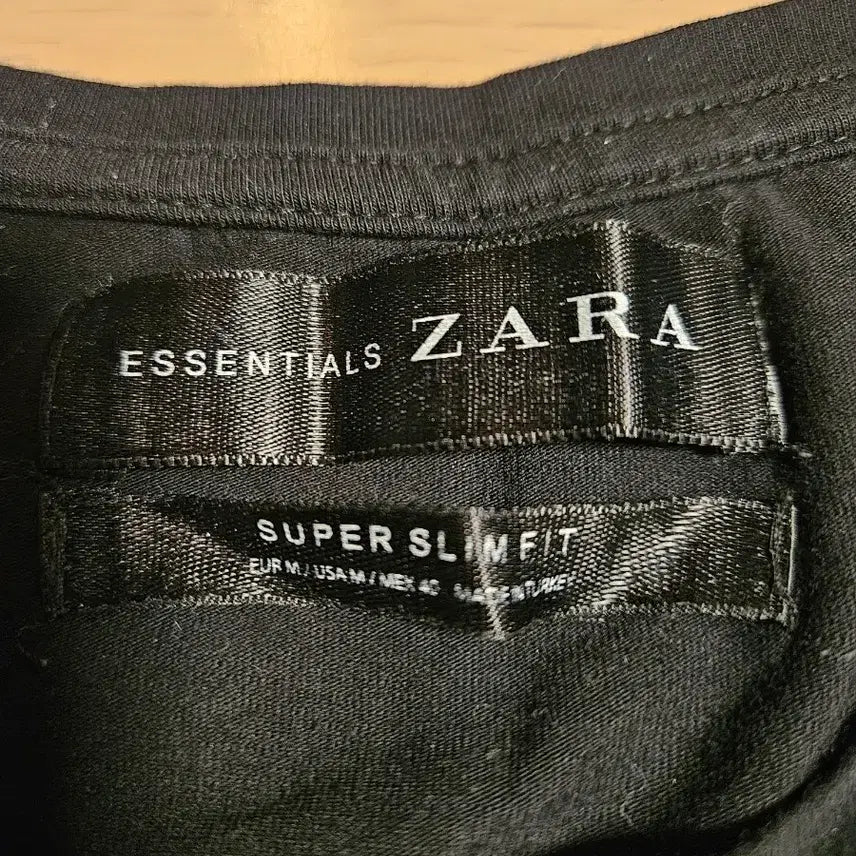 ESSENTIALS ZARA
SUPER SLIM FIT
EUR M / USA M / MEX 40 MADE IN TURKEY